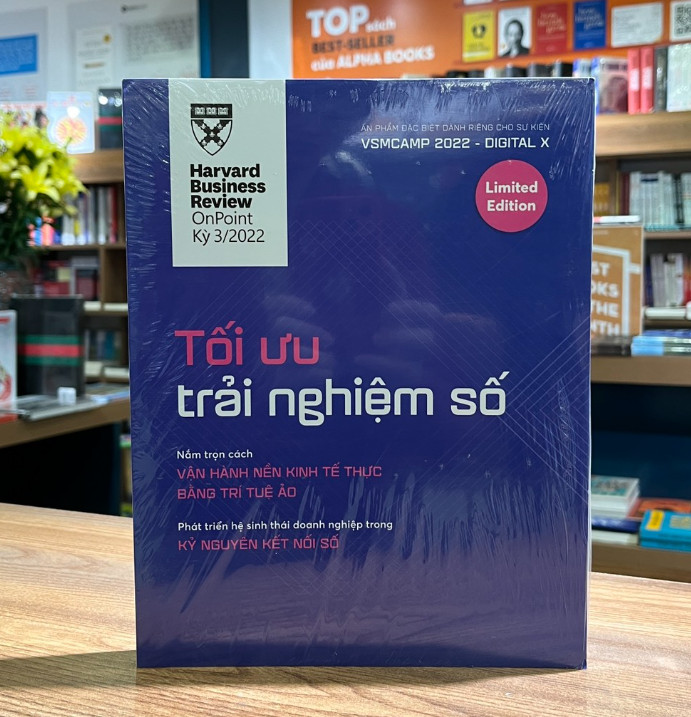 TOP sách
BEST-SELLER
của ALPHA BOOKS
Harvard
Business
Review
OnPoint
Kỳ 3/2022
ẤN PHẨM ĐẶC BIỆT DÀNH RIÊNG CHO SỰ KIỆN
VSMCAMP 2022 - DIGITAL X
Limited
Edition
Tối ưu
trải nghiệm số
Nắm trọn cách
VẬN HÀNH NỀN KINH TẾ THỰC
BẰNG TRÍ TUỆ ẢO
Phát triển hệ sinh thái doanh nghiệp trong
KỶ NGUYÊN KẾT NỐI SỐ